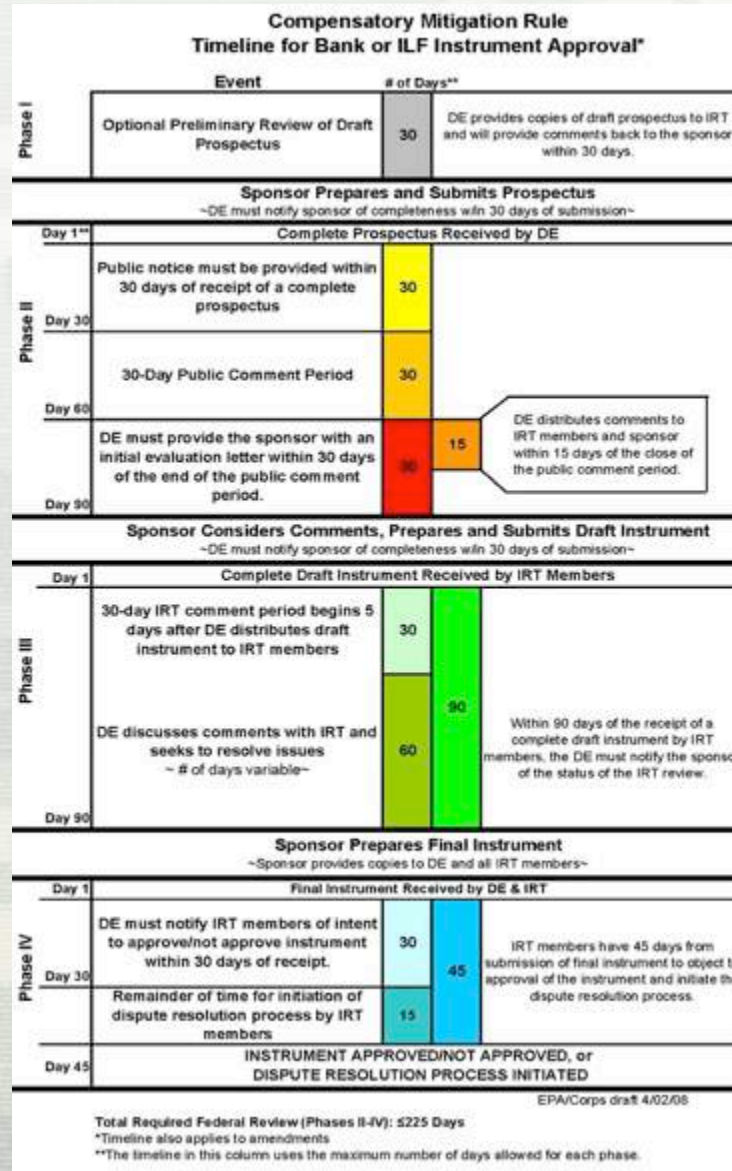 Compensatory Mitigation Rule
Timeline for Bank or ILF Instrument Approval*
Event
# of Days**
Phase I
Optional Preliminary Review of Draft
Prospectus
30
DE provides copies of draft prospectus to IRT
and will provide comments back to the sponsor
within 30 days.
Sponsor Prepares and Submits Prospectus
~DE must notify sponsor of completeness w/in 30 days of submission~
Phase II
Day 1**
Complete Prospectus Received by DE
Public notice must be provided within
30 days of receipt of a complete
prospectus
30
Day 30
30-Day Public Comment Period
30
Day 60
DE must provide the sponsor with an
initial evaluation letter within 30 days
of the end of the public comment
period.
30
15
DE distributes comments to
IRT members and sponsor
within 15 days of the close of
the public comment period.
Day 90
Sponsor Considers Comments, Prepares and Submits Draft Instrument
~DE must notify sponsor of completeness w/in 30 days of submission~
Phase III
Day 1
Complete Draft Instrument Received by IRT Members
30-day IRT comment period begins 5
days after DE distributes draft
instrument to IRT members
30
90
DE discusses comments with IRT and
seeks to resolve issues
~ # of days variable~
60
Within 90 days of the receipt of a
complete draft instrument by IRT
members, the DE must notify the sponso
of the status of the IRT review.
Day 90
Sponsor Prepares Final Instrument
~Sponsor provides copies to DE and all IRT members~
Phase IV
Day 1
Final Instrument Received by DE & IRT
DE must notify IRT members of intent
to approve/not approve instrument
within 30 days of receipt.
30
45
IRT members have 45 days from
submission of final instrument to object t
approval of the instrument and initiate th
dispute resolution process.
Day 30
Remainder of time for initiation of
dispute resolution process by IRT
members
15
Day 45
INSTRUMENT APPROVED/NOT APPROVED, or
DISPUTE RESOLUTION PROCESS INITIATED
EPA/Corps draft 4/02/08
Total Required Federal Review (Phases II-IV): ≤225 Days
*Timeline also applies to amendments
**The timeline in this column uses the maximum number of days allowed for each phase.